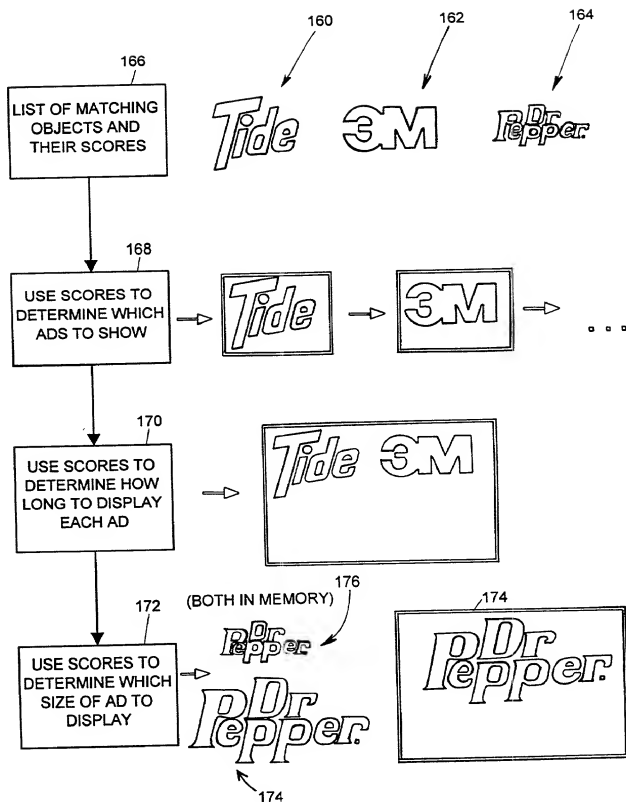 160
162
164
166
LIST OF MATCHING
OBJECTS AND
THEIR SCORES
Tide
3M
Dr
Pepper.
168
USE SCORES TO
DETERMINE WHICH
ADS TO SHOW
Tide
3M
170
USE SCORES TO
DETERMINE HOW
LONG TO DISPLAY
EACH AD
Tide 3M
172
USE SCORES TO
DETERMINE WHICH
SIZE OF AD TO
DISPLAY
(BOTH IN MEMORY)
176
Dr
Pepper.
Dr
Pepper.
174
174
Dr
Pepper.